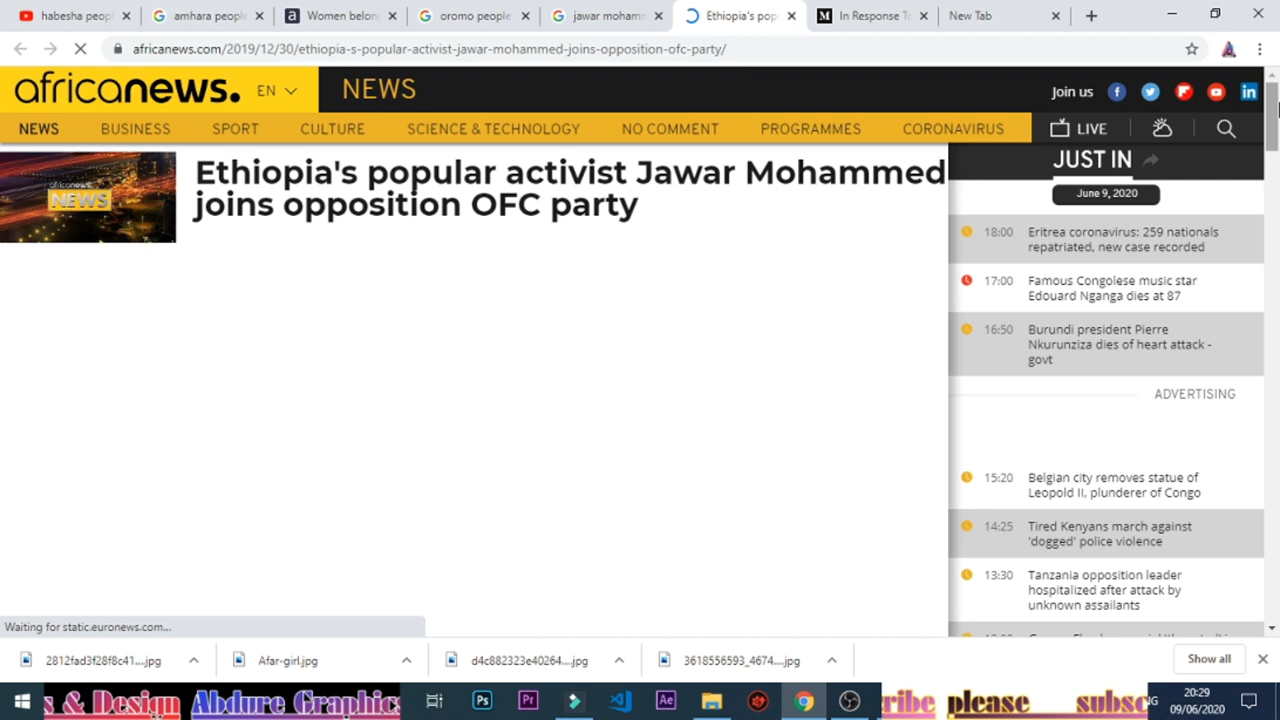 habesha peopl
amhara people
Women belon
oromo people
jawar moham
Ethiopia's pop
In Response T
New Tab
africanews.com/2019/12/30/ethiopia-s-popular-activist-jawar-mohammed-joins-opposition-ofc-party/
africanews.
EN
NEWS
Join us
NEWS
BUSINESS
SPORT
CULTURE
SCIENCE & TECHNOLOGY
NO COMMENT
PROGRAMMES
CORONAVIRUS
LIVE
africanews.
NEWS
Ethiopia's popular activist Jawar Mohammed
joins opposition OFC party
JUST IN
June 9, 2020
18:00 Eritrea coronavirus: 259 nationals
repatriated, new case recorded
17:00 Famous Congolese music star
Edouard Nganga dies at 87
16:50 Burundi president Pierre
Nkurunziza dies of heart attack -
govt
ADVERTISING
15:20 Belgian city removes statue of
Leopold II, plunderer of Congo
14:25 Tired Kenyans march against
'dogged' police violence
13:30 Tanzania opposition leader
hospitalized after attack by
unknown assailants
Waiting for static.euronews.com...
2812fad3f28f8c41....jpg
Afar-girl.jpg
d4c882323e40264....jpg
3618556593_4674....jpg
Show all
s & Design Abdure Graphics
Ps
Pr
Ae
ribe please subsc
NG
20:29
09/06/2020